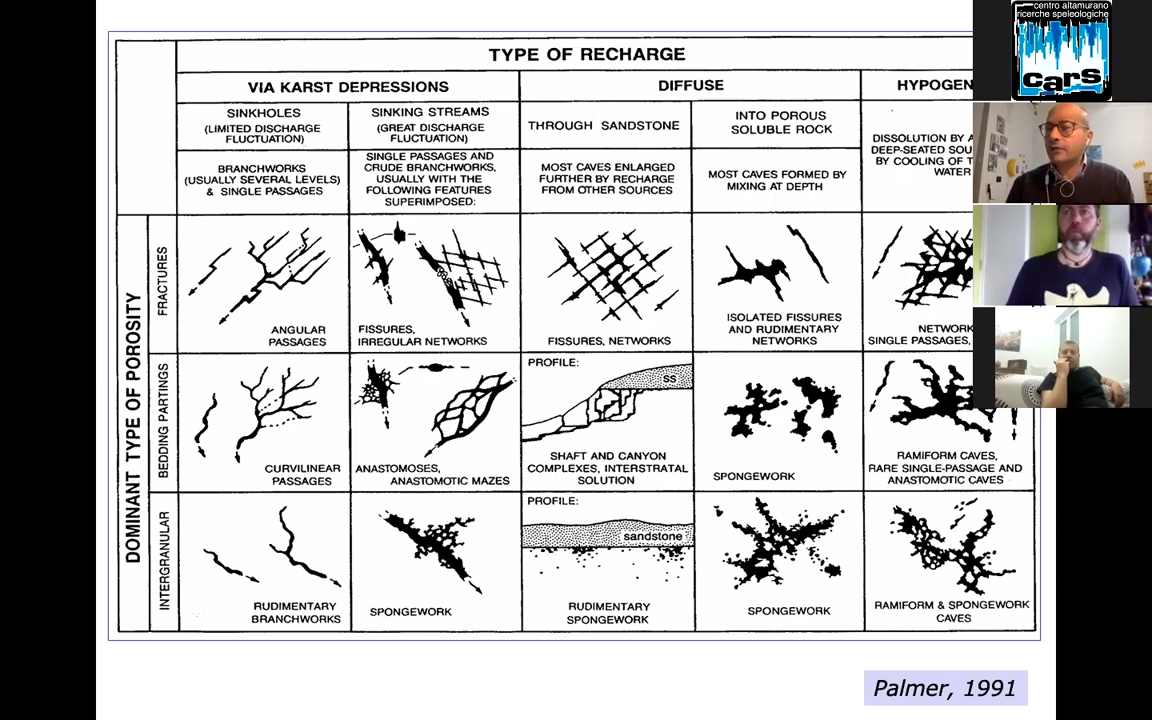 centro altamurano
ricerche speleologiche
cars
TYPE OF RECHARGE
VIA KARST DEPRESSIONS
DIFFUSE
HYPOGEN
SINKHOLES
(LIMITED DISCHARGE
FLUCTUATION)
SINKING STREAMS
(GREAT DISCHARGE
FLUCTUATION)
THROUGH SANDSTONE
INTO POROUS
SOLUBLE ROCK
DISSOLUTION BY A
DEEP-SEATED SOU
BY COOLING OF T
WATER
BRANCHWORKS
(USUALLY SEVERAL LEVELS)
& SINGLE PASSAGES
SINGLE PASSAGES AND
CRUDE BRANCHWORKS,
USUALLY WITH THE
FOLLOWING FEATURES
SUPERIMPOSED:
MOST CAVES ENLARGED
FURTHER BY RECHARGE
FROM OTHER SOURCES
MOST CAVES FORMED BY
MIXING AT DEPTH
DOMINANT TYPE OF POROSITY
FRACTURES
ANGULAR
PASSAGES
FISSURES,
IRREGULAR NETWORKS
FISSURES, NETWORKS
ISOLATED FISSURES
AND RUDIMENTARY
NETWORKS
NETWORK
SINGLE PASSAGES,
BEDDING PARTINGS
CURVILINEAR
PASSAGES
ANASTOMOSES,
ANASTOMOTIC MAZES
PROFILE:
SS
SHAFT AND CANYON
COMPLEXES, INTERSTRATAL
SOLUTION
SPONGEWORK
RAMIFORM CAVES,
RARE SINGLE-PASSAGE AND
ANASTOMOTIC CAVES
INTERGRANULAR
RUDIMENTARY
BRANCHWORKS
SPONGEWORK
PROFILE:
sandstone
RUDIMENTARY
SPONGEWORK
SPONGEWORK
RAMIFORM & SPONGEWORK
CAVES
Palmer, 1991